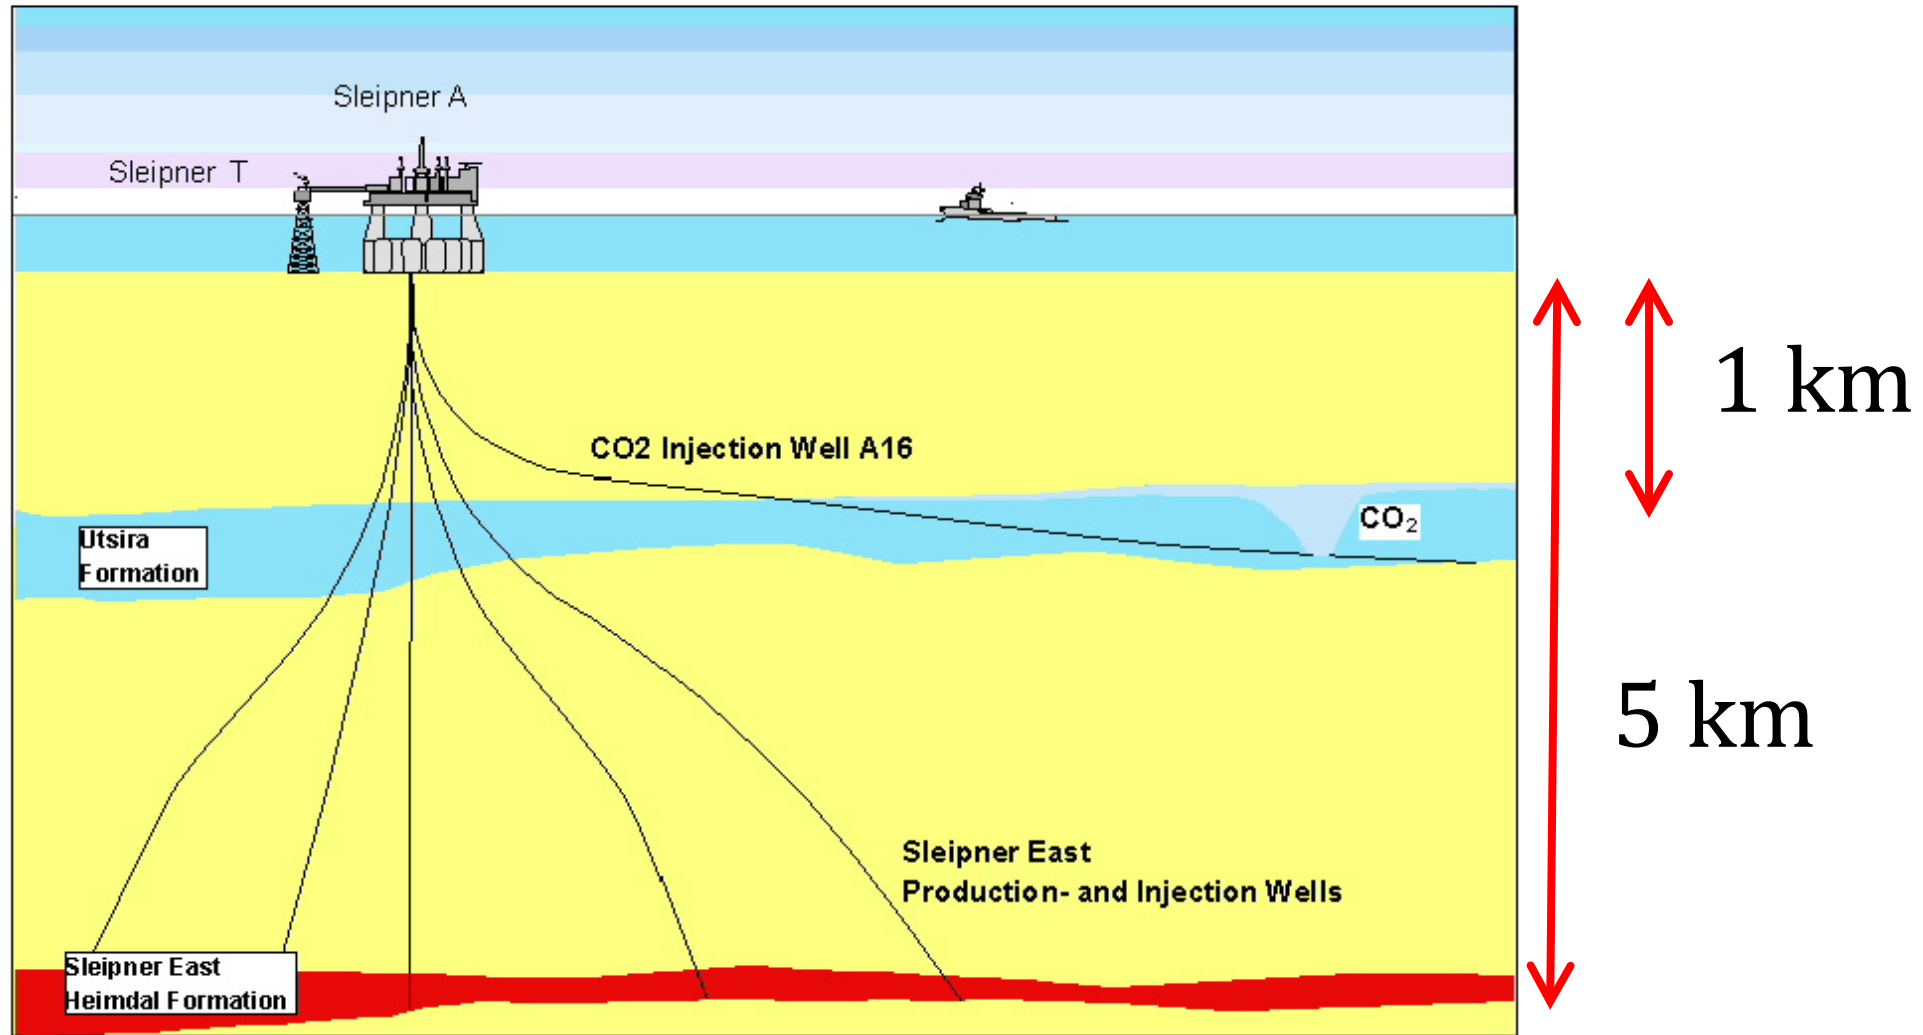 Sleipner A
Sleipner T
1 km
CO2 Injection Well A16
CO₂
Utsira
Formation
5 km
Sleipner East
Production- and Injection Wells
Sleipner East
Heimdal Formation